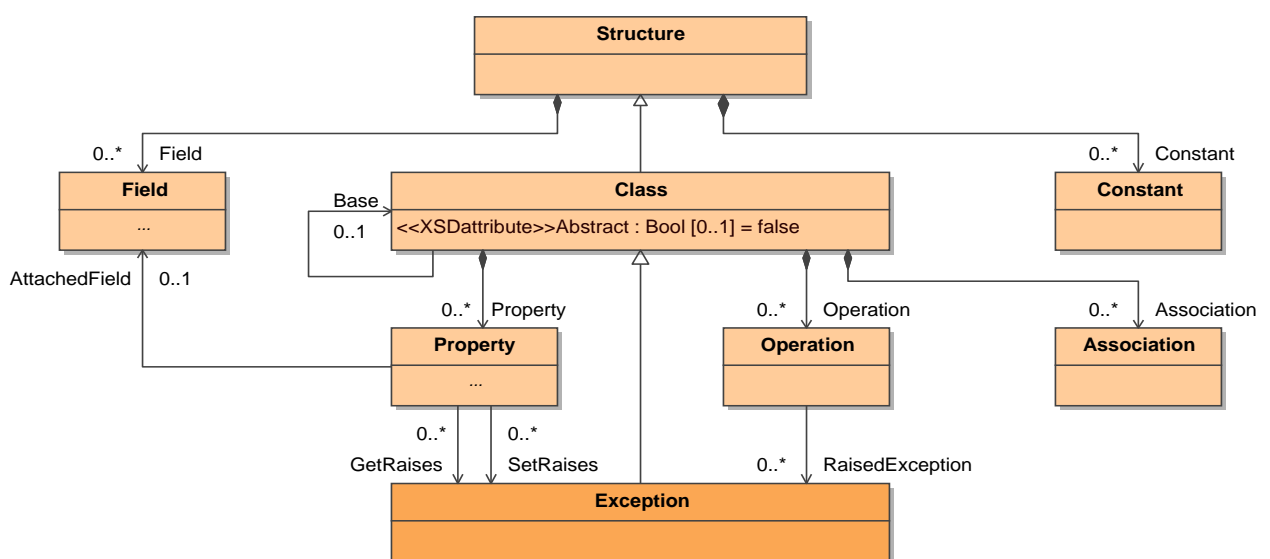 Structure
0..* Field
0..* Constant
Field
...
Base
0..1
Class
<<XSDattribute>>Abstract : Bool [0..1] = false
Constant
AttachedField 0..1
0..* Property
0..* Operation
0..* Association
Property
...
Operation
Association
0..*
GetRaises
0..*
SetRaises
0..* RaisedException
Exception